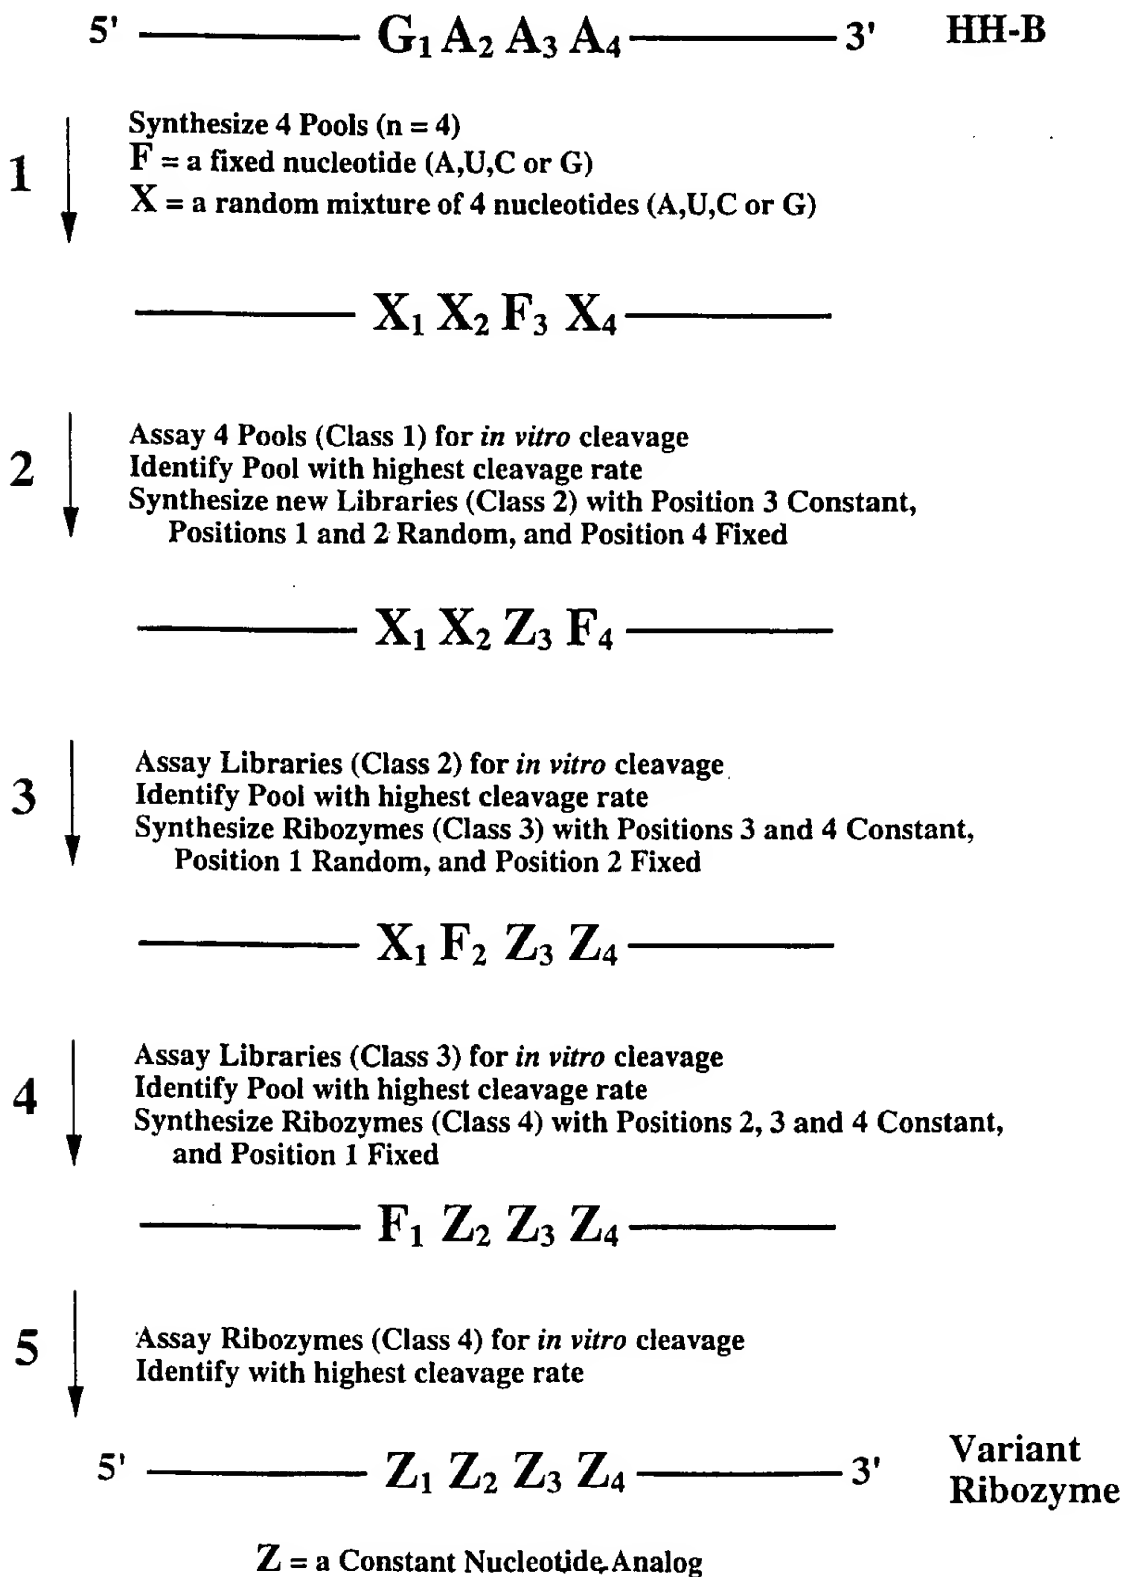 5' G₁ A₂ A₃ A₄ 3' HH-B
1
Synthesize 4 Pools (n = 4)
F = a fixed nucleotide (A,U,C or G)
X = a random mixture of 4 nucleotides (A,U,C or G)
X₁ X₂ F₃ X₄
2
Assay 4 Pools (Class 1) for in vitro cleavage
Identify Pool with highest cleavage rate
Synthesize new Libraries (Class 2) with Position 3 Constant,
Positions 1 and 2 Random, and Position 4 Fixed
X₁ X₂ Z₃ F₄
3
Assay Libraries (Class 2) for in vitro cleavage
Identify Pool with highest cleavage rate
Synthesize Ribozymes (Class 3) with Positions 3 and 4 Constant,
Position 1 Random, and Position 2 Fixed
X₁ F₂ Z₃ Z₄
4
Assay Libraries (Class 3) for in vitro cleavage
Identify Pool with highest cleavage rate
Synthesize Ribozymes (Class 4) with Positions 2, 3 and 4 Constant,
and Position 1 Fixed
F₁ Z₂ Z₃ Z₄
5
Assay Ribozymes (Class 4) for in vitro cleavage
Identify with highest cleavage rate
5' Z₁ Z₂ Z₃ Z₄ 3' Variant
Ribozyme
Z = a Constant Nucleotide Analog